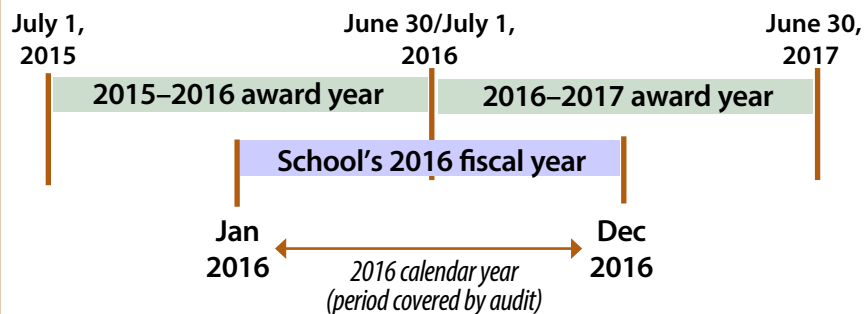 July 1,
2015
June 30/July 1,
2016
June 30,
2017
2015–2016 award year
2016–2017 award year
School's 2016 fiscal year
Jan
2016
Dec
2016
2016 calendar year
(period covered by audit)